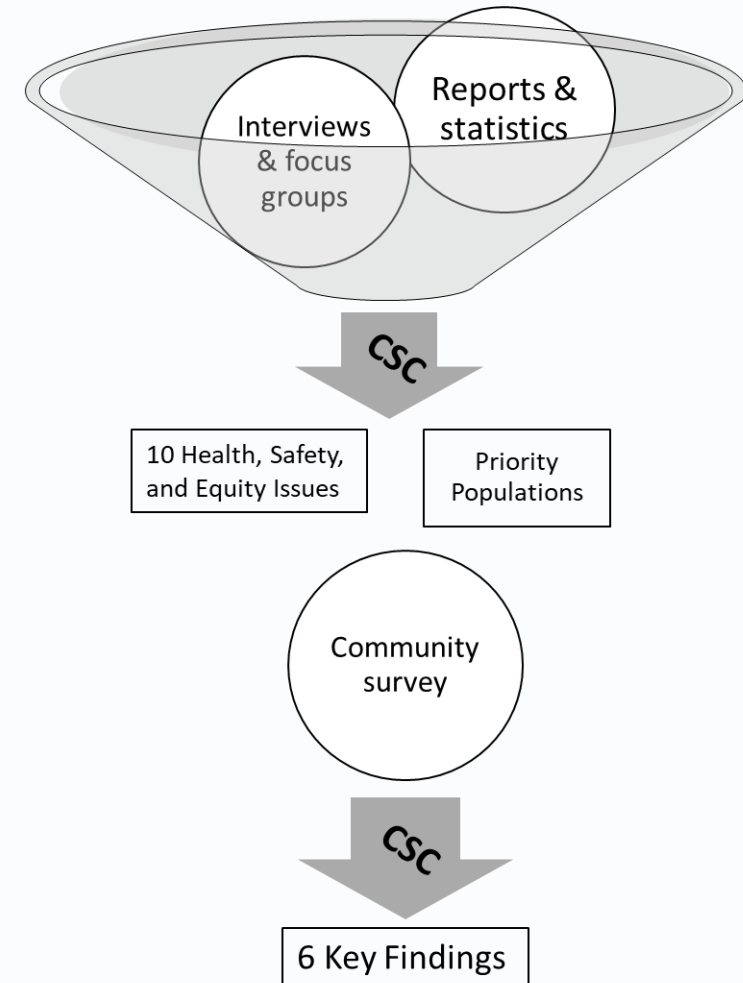 Interviews
& focus
groups
Reports &
statistics
CSC
10 Health, Safety,
and Equity Issues
Priority
Populations
Community
survey
CSC
6 Key Findings